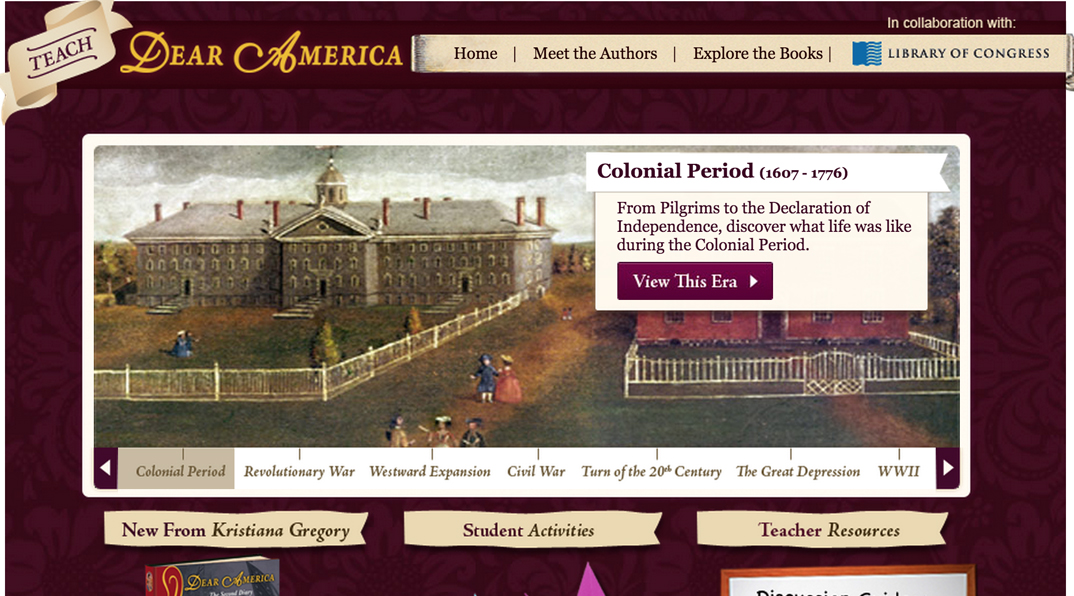 In collaboration with:
TEACH
DEAR AMERICA
Home | Meet the Authors | Explore the Books |
LIBRARY OF CONGRESS
Colonial Period (1607 - 1776)
From Pilgrims to the Declaration of
Independence, discover what life was like
during the Colonial Period.
View This Era
Colonial Period
Revolutionary War
Westward Expansion
Civil War
Turn of the 20th Century
The Great Depression
WWII
New From Kristiana Gregory
Student Activities
Teacher Resources
DEAR AMERICA
The Second Diary